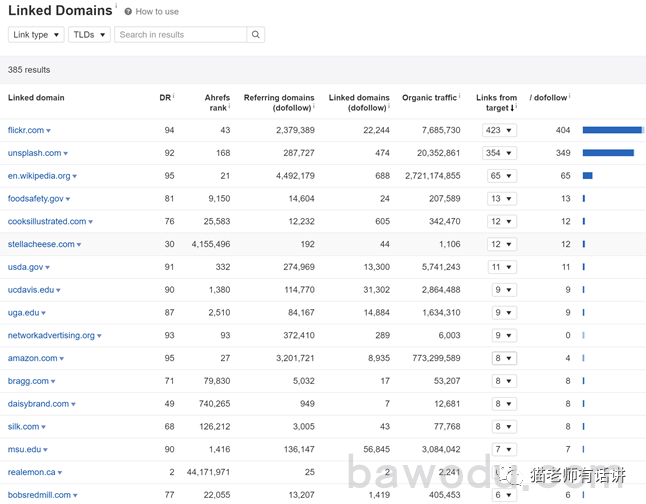 Linked Domains i ? How to use
Link type ▼ TLDs ▼ Search in results
385 results
Linked domain DR i Ahrefs rank i Referring domains (dofollow) i Linked domains (dofollow) i Organic traffic i Links from target i / dofollow i
flickr.com 94 43 2,379,389 22,244 7,685,730 423 404
unsplash.com 92 168 287,727 474 20,352,861 354 349
en.wikipedia.org 95 21 4,492,179 688 2,721,174,855 65 65
foodsafety.gov 81 9,150 14,604 24 207,589 13 13
cooksillustrated.com 76 25,583 12,232 605 342,470 12 12
stellacheese.com 30 4,155,496 192 44 1,106 12 12
usda.gov 91 332 274,969 13,300 5,741,243 11 11
ucdavis.edu 90 1,380 114,770 31,302 2,864,488 9 9
uga.edu 87 2,510 84,167 14,884 1,634,310 9 9
networkadvertising.org 93 93 372,410 289 6,003 9 0
amazon.com 95 27 3,201,721 8,935 773,299,589 8 4
bragg.com 71 79,830 5,032 17 53,207 8 8
daisybrand.com 49 740,265 949 7 12,681 8 8
silk.com 68 126,212 3,005 43 77,768 8 8
msu.edu 90 1,416 136,147 56,845 3,084,042 7 7
realemon.ca 2 44,171,971 25 2 2,241
bobsredmill.com 77 22,055 13,207 1,419 405,453 6 6
bawodu.com
猫老师有话讲